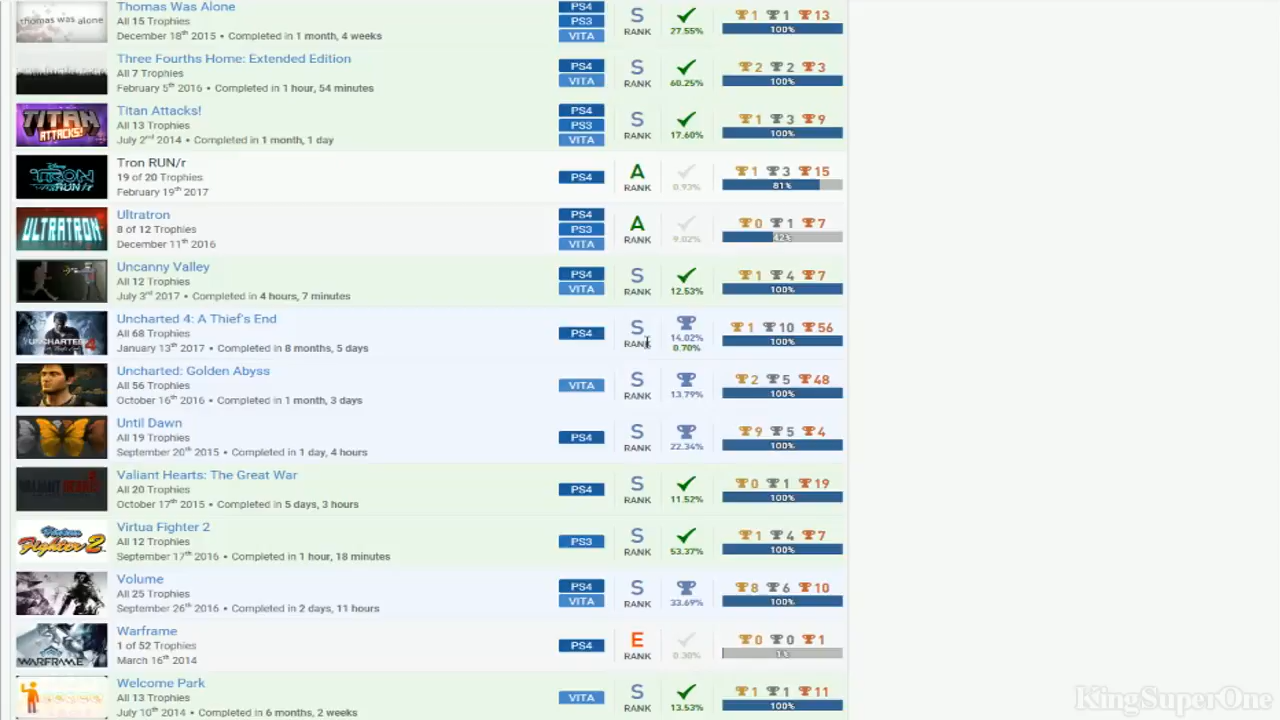 Thomas Was Alone
All 15 Trophies
December 18th 2015 • Completed in 1 month, 4 weeks
thomas was alone
PS4
PS3
VITA
S
RANK
27.55%
1 1 13
100%
Three Fourths Home: Extended Edition
All 7 Trophies
February 5th 2016 • Completed in 1 hour, 54 minutes
PS4
VITA
S
RANK
60.25%
2 2 3
100%
TITAN
ATTACKS!
Titan Attacks!
All 13 Trophies
July 2nd 2014 • Completed in 1 month, 1 day
PS4
PS3
VITA
S
RANK
17.60%
1 3 9
100%
Disney
TRON
RUN/r
Tron RUN/r
19 of 20 Trophies
February 19th 2017
PS4
A
RANK
0.93%
1 3 15
81%
ULTRATRON
Ultratron
8 of 12 Trophies
December 11th 2016
PS4
PS3
VITA
A
RANK
9.02%
0 1 7
42%
Uncanny Valley
All 12 Trophies
July 3rd 2017 • Completed in 4 hours, 7 minutes
PS4
VITA
S
RANK
12.53%
1 4 7
100%
UNCHARTED 4
Uncharted 4: A Thief's End
All 68 Trophies
January 13th 2017 • Completed in 8 months, 5 days
PS4
S
RANK
14.02%
0.70%
1 10 56
100%
Uncharted: Golden Abyss
All 56 Trophies
October 16th 2016 • Completed in 1 month, 3 days
VITA
S
RANK
13.79%
2 5 48
100%
Until Dawn
All 19 Trophies
September 20th 2015 • Completed in 1 day, 4 hours
PS4
S
RANK
22.34%
9 5 4
100%
VALIANT HEARTS
Valiant Hearts: The Great War
All 20 Trophies
October 17th 2015 • Completed in 5 days, 3 hours
PS4
S
RANK
11.52%
0 1 19
100%
Virtua
Fighter 2
Virtua Fighter 2
All 12 Trophies
September 17th 2016 • Completed in 1 hour, 18 minutes
PS3
S
RANK
53.37%
1 4 7
100%
Volume
All 25 Trophies
September 26th 2016 • Completed in 2 days, 11 hours
PS4
VITA
S
RANK
33.69%
8 6 10
100%
WARFRAME
Warframe
1 of 52 Trophies
March 16th 2014
PS4
E
RANK
0.30%
0 0 1
1%
Welcome Park
All 13 Trophies
July 10th 2014 • Completed in 6 months, 2 weeks
VITA
S
RANK
13.53%
1 1 11
100%
KingSuperOne